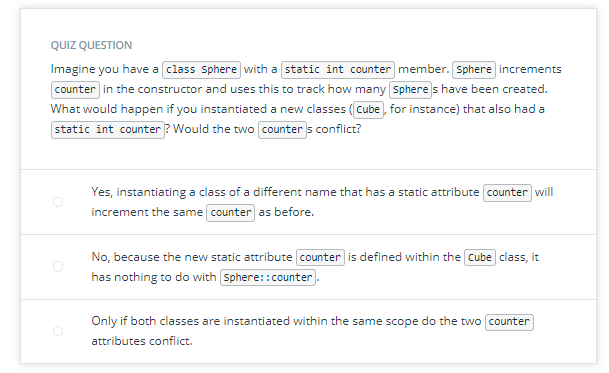 QUIZ QUESTION
Imagine you have a class Sphere with a static int counter member. Sphere increments
counter in the constructor and uses this to track how many Sphere s have been created.
What would happen if you instantiated a new classes ( Cube , for instance) that also had a
static int counter ? Would the two counter s conflict?
Yes, instantiating a class of a different name that has a static attribute counter will
increment the same counter as before.
No, because the new static attribute counter is defined within the Cube class, it
has nothing to do with Sphere::counter .
Only if both classes are instantiated within the same scope do the two counter
attributes conflict.